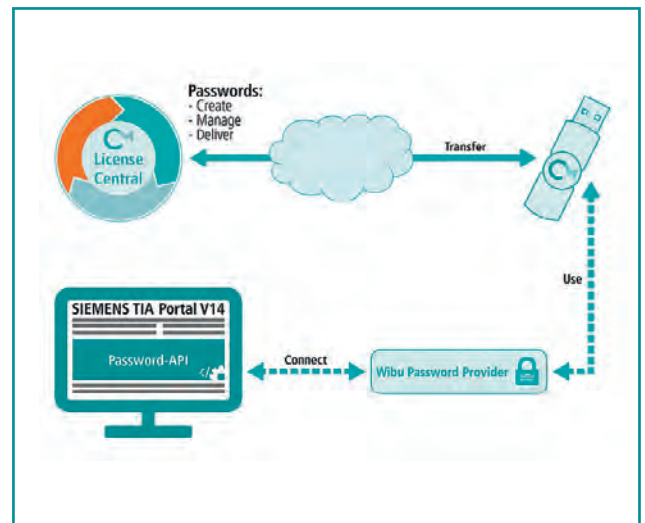 Passwords:
- Create
- Manage
- Deliver
License
Central
Transfer
Use
SIEMENS TIA Portal V14
Password-API
</>
Connect
Wibu Password Provider